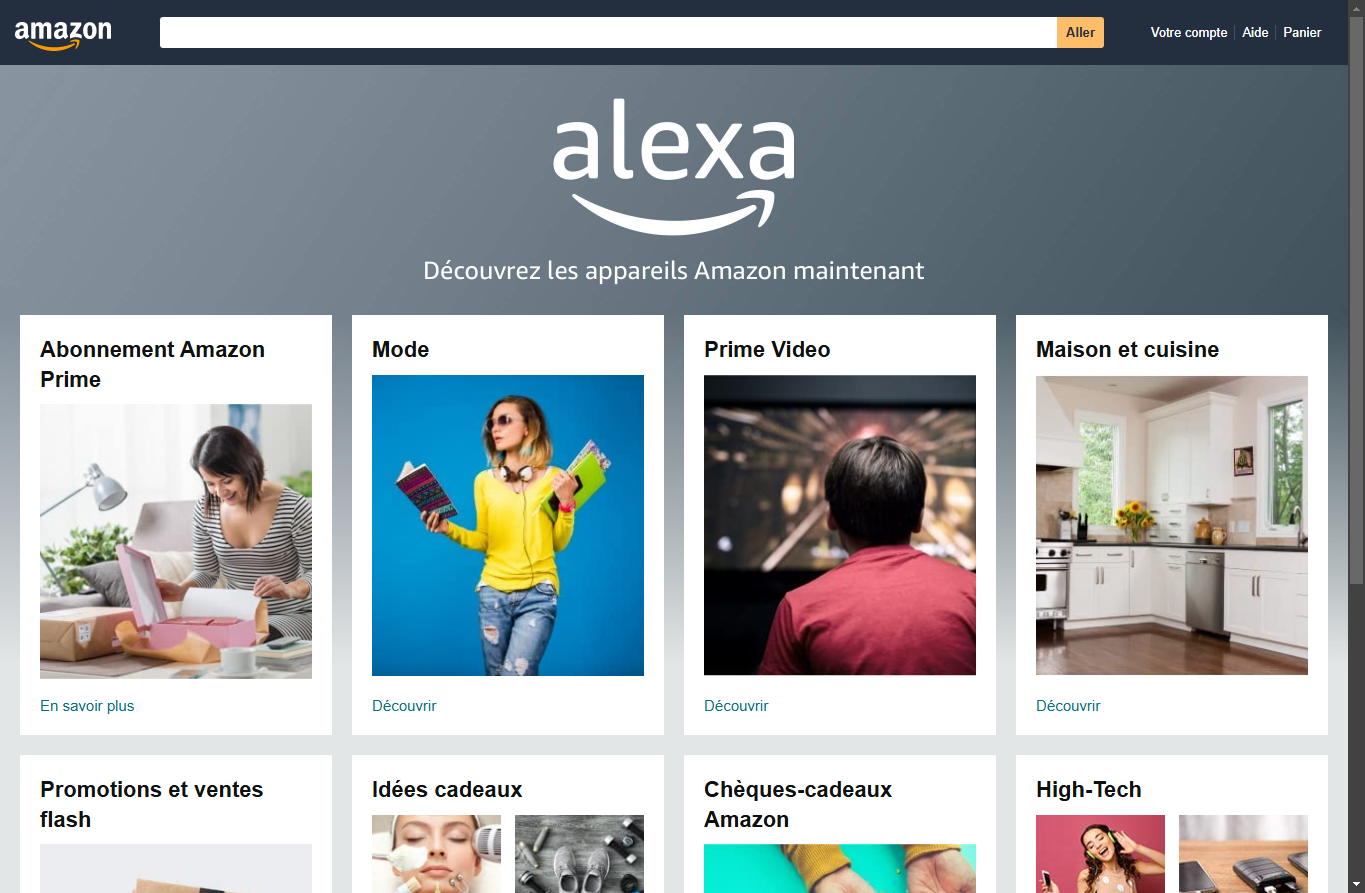 amazon
Aller
Votre compte
Aide
Panier
alexa
Découvrez les appareils Amazon maintenant
Abonnement Amazon
Prime
En savoir plus
Mode
Découvrir
Prime Video
Découvrir
Maison et cuisine
Découvrir
Promotions et ventes
flash
Idées cadeaux
Chèques-cadeaux
Amazon
High-Tech